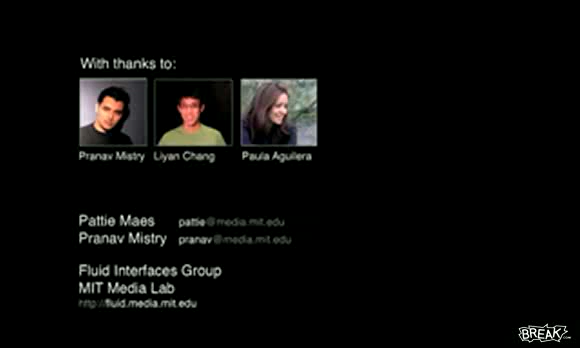 With thanks to:
Pranav Mistry Liyan Chang Paula Aguilera
Pattie Maes pattie@media.mit.edu
Pranav Mistry pranav@media.mit.edu
Fluid Interfaces Group
MIT Media Lab
http://fluid.media.mit.edu
BREAK.com